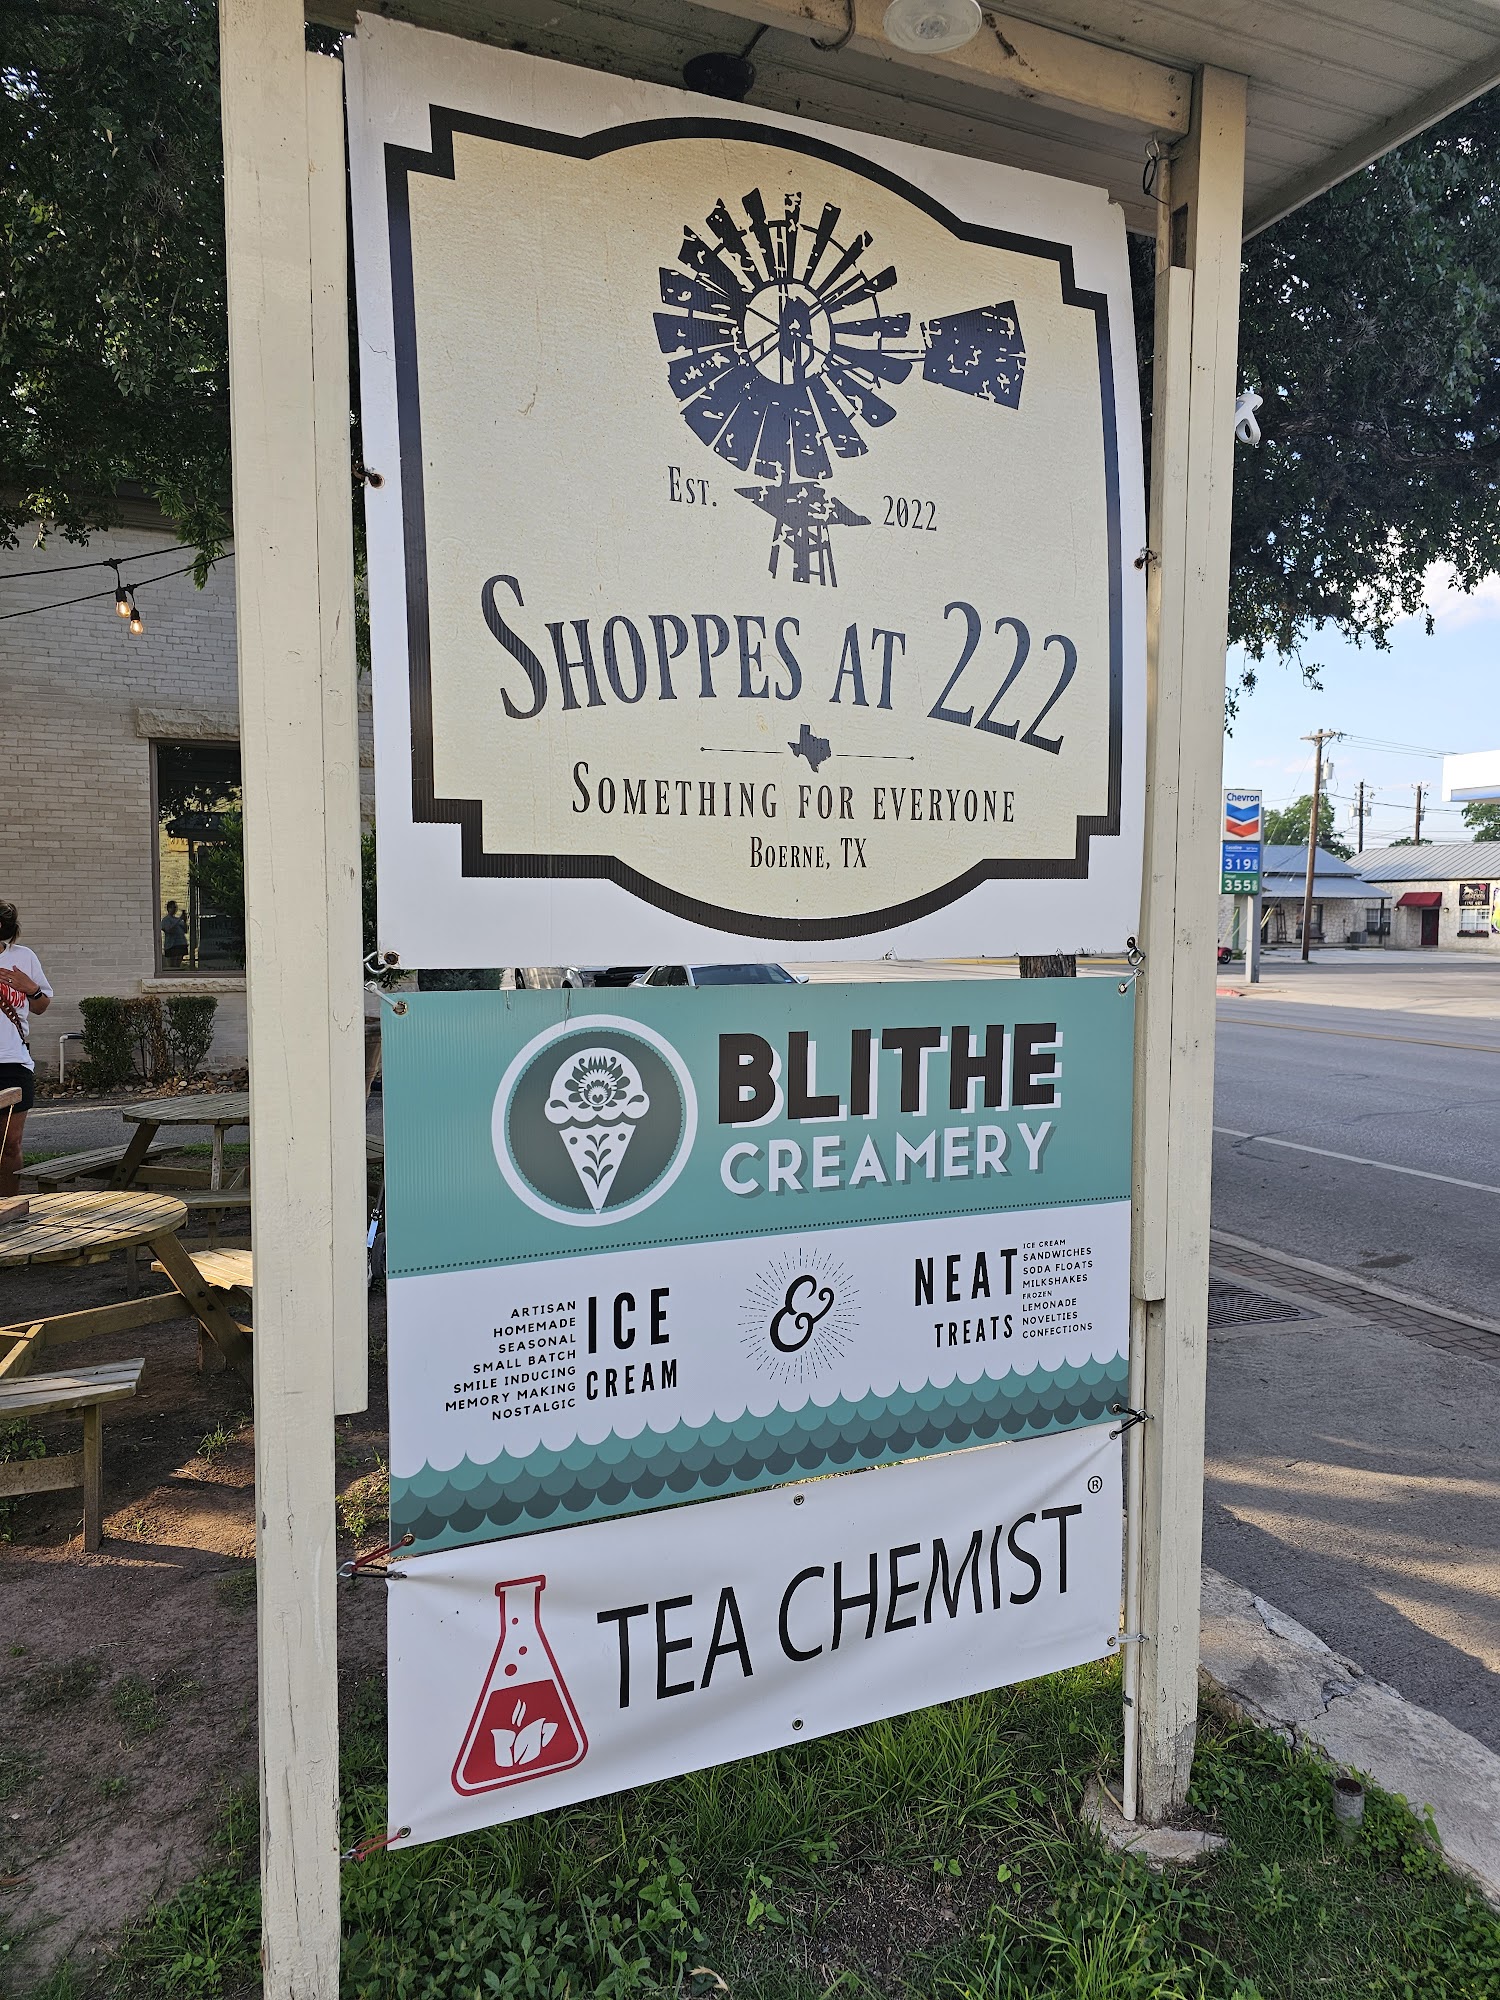 Est. 2022
Shoppes at 222
Something for everyone
Boerne, TX
BLITHE
CREAMERY
ARTISAN
HOMEMADE
SEASONAL
SMALL BATCH
SMILE INDUCING
MEMORY MAKING
NOSTALGIC
ICE
CREAM
&
NEAT
TREATS
ICE CREAM
SANDWICHES
SODA FLOATS
MILKSHAKES
FROZEN
LEMONADE
NOVELTIES
CONFECTIONS
TEA CHEMIST®
Chevron
319
355